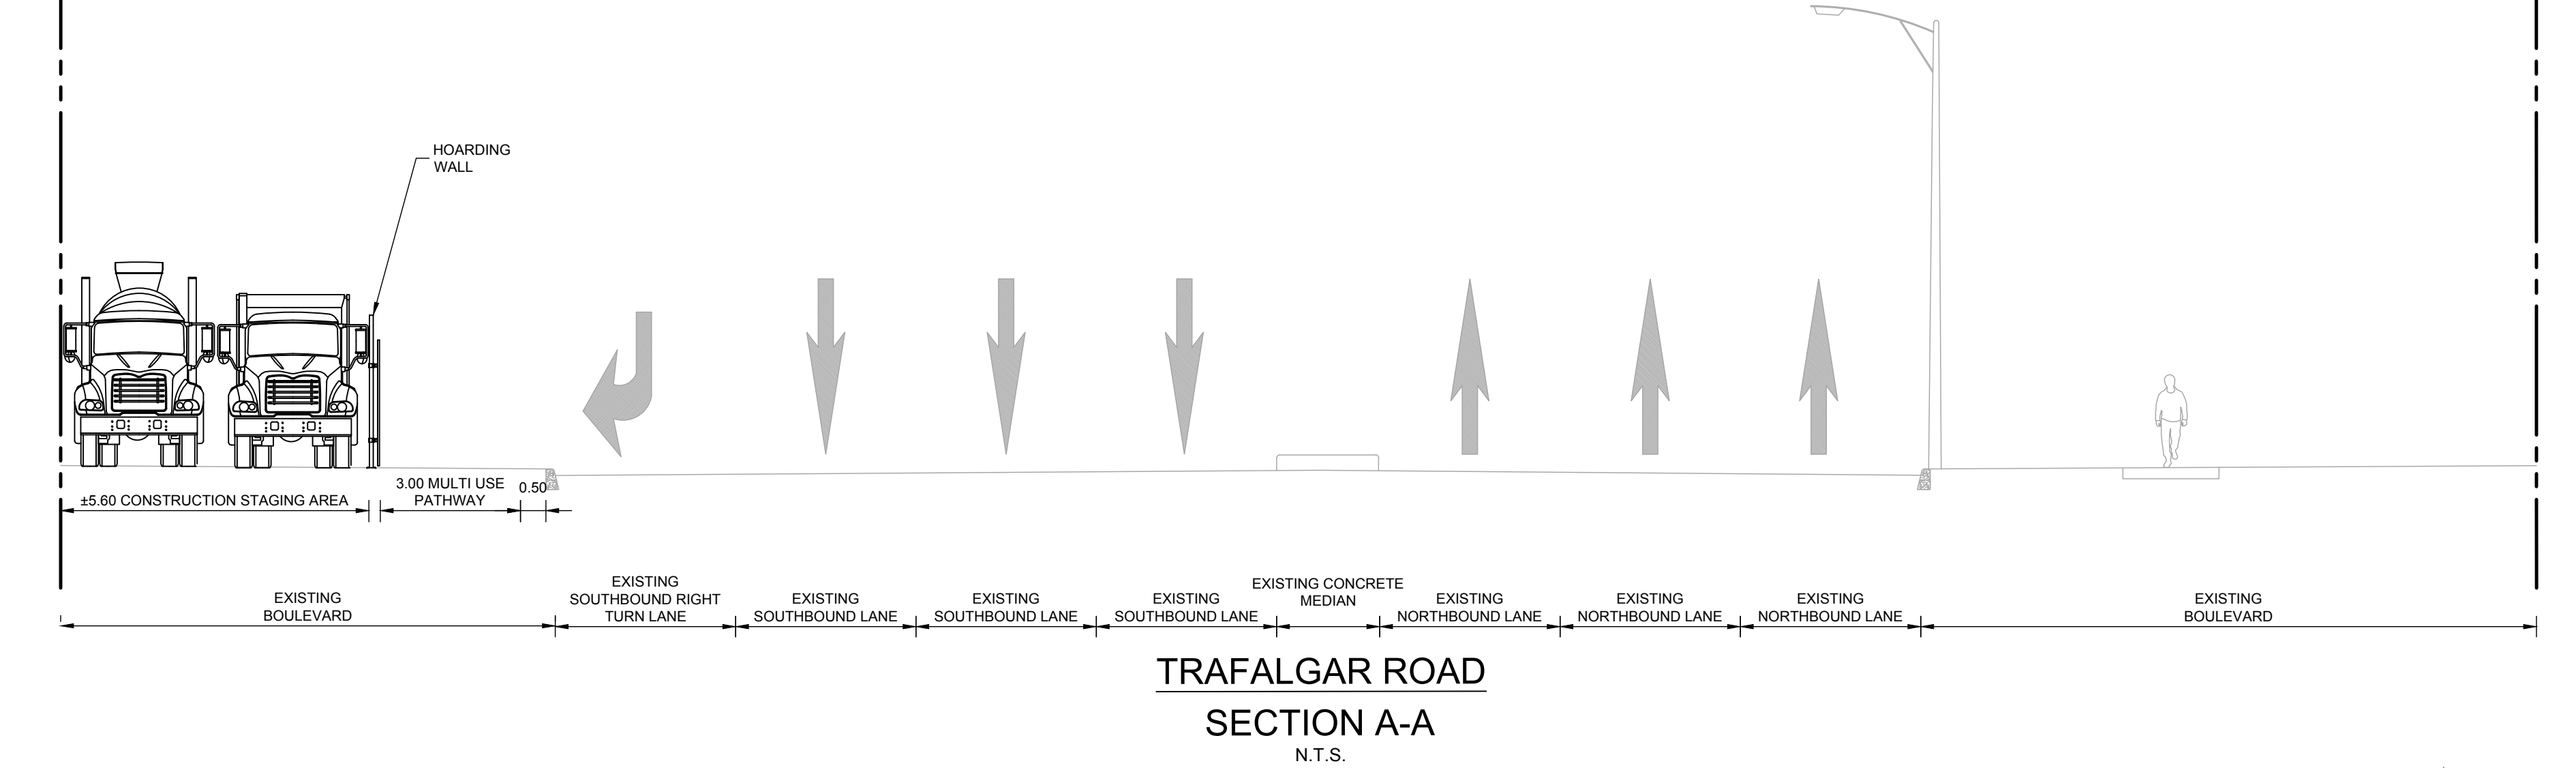 HOARDING
WALL
±5.60 CONSTRUCTION STAGING AREA
3.00 MULTI USE
PATHWAY
0.50
EXISTING
BOULEVARD
EXISTING
SOUTHBOUND RIGHT
TURN LANE
EXISTING
SOUTHBOUND LANE
EXISTING
SOUTHBOUND LANE
EXISTING
SOUTHBOUND LANE
EXISTING CONCRETE
MEDIAN
EXISTING
NORTHBOUND LANE
EXISTING
NORTHBOUND LANE
EXISTING
NORTHBOUND LANE
EXISTING
BOULEVARD
TRAFALGAR ROAD
SECTION A-A
N.T.S.